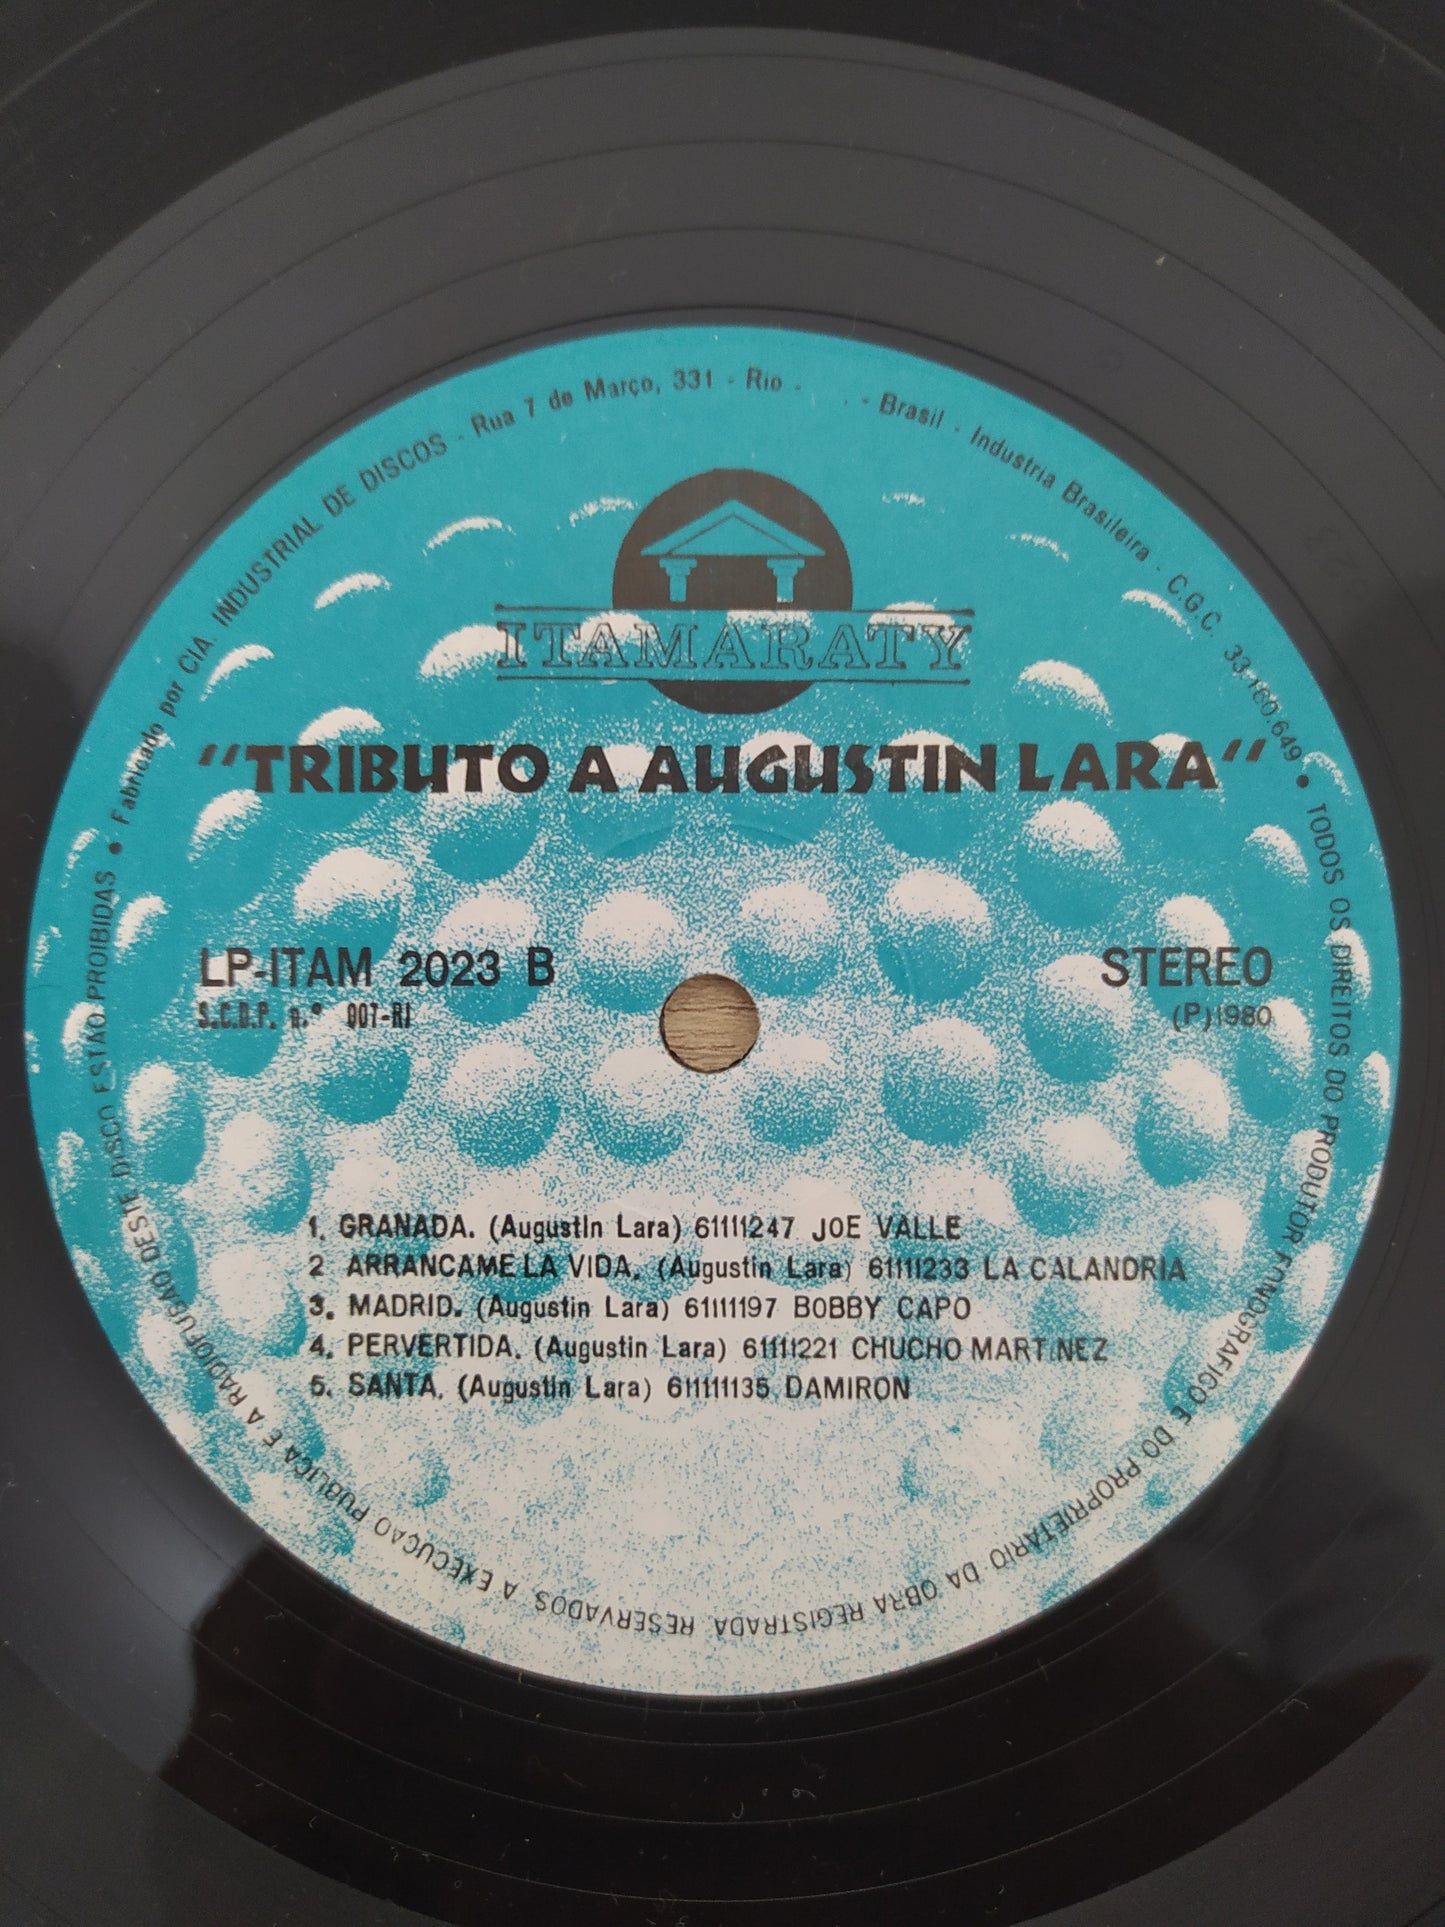 • Fabricado por CIA. INDUSTRIAL DE DISCOS - Rua 7 de Março, 331 - Rio - - Brasil - Industria Brasileira - C.G.C. 33.160.649 •
ITAMARATY
"TRIBUTO A AUGUSTIN LARA"
LP-ITAM 2023 B
S.C.D.P. n.º 007-RJ
STEREO
(P)1980
1. GRANADA. (Augustin Lara) 61111247 JOE VALLE
2 ARRANCAME LA VIDA. (Augustin Lara) 61111233 LA CALANDRIA
3. MADRID. (Augustin Lara) 61111197 BOBBY CAPO
4. PERVERTIDA. (Augustin Lara) 61111221 CHUCHO MARTINEZ
5. SANTA. (Augustin Lara) 611111135 DAMIRON
TODOS OS DIREITOS DO PRODUTOR FONOGRAFICO E DO PROPRIETARIO DA OBRA REGISTRADA RESERVADOS. A EXECUÇAO PUBLICA E A RADIOFUSAO DESTE DISCO ESTAO PROIBIDAS